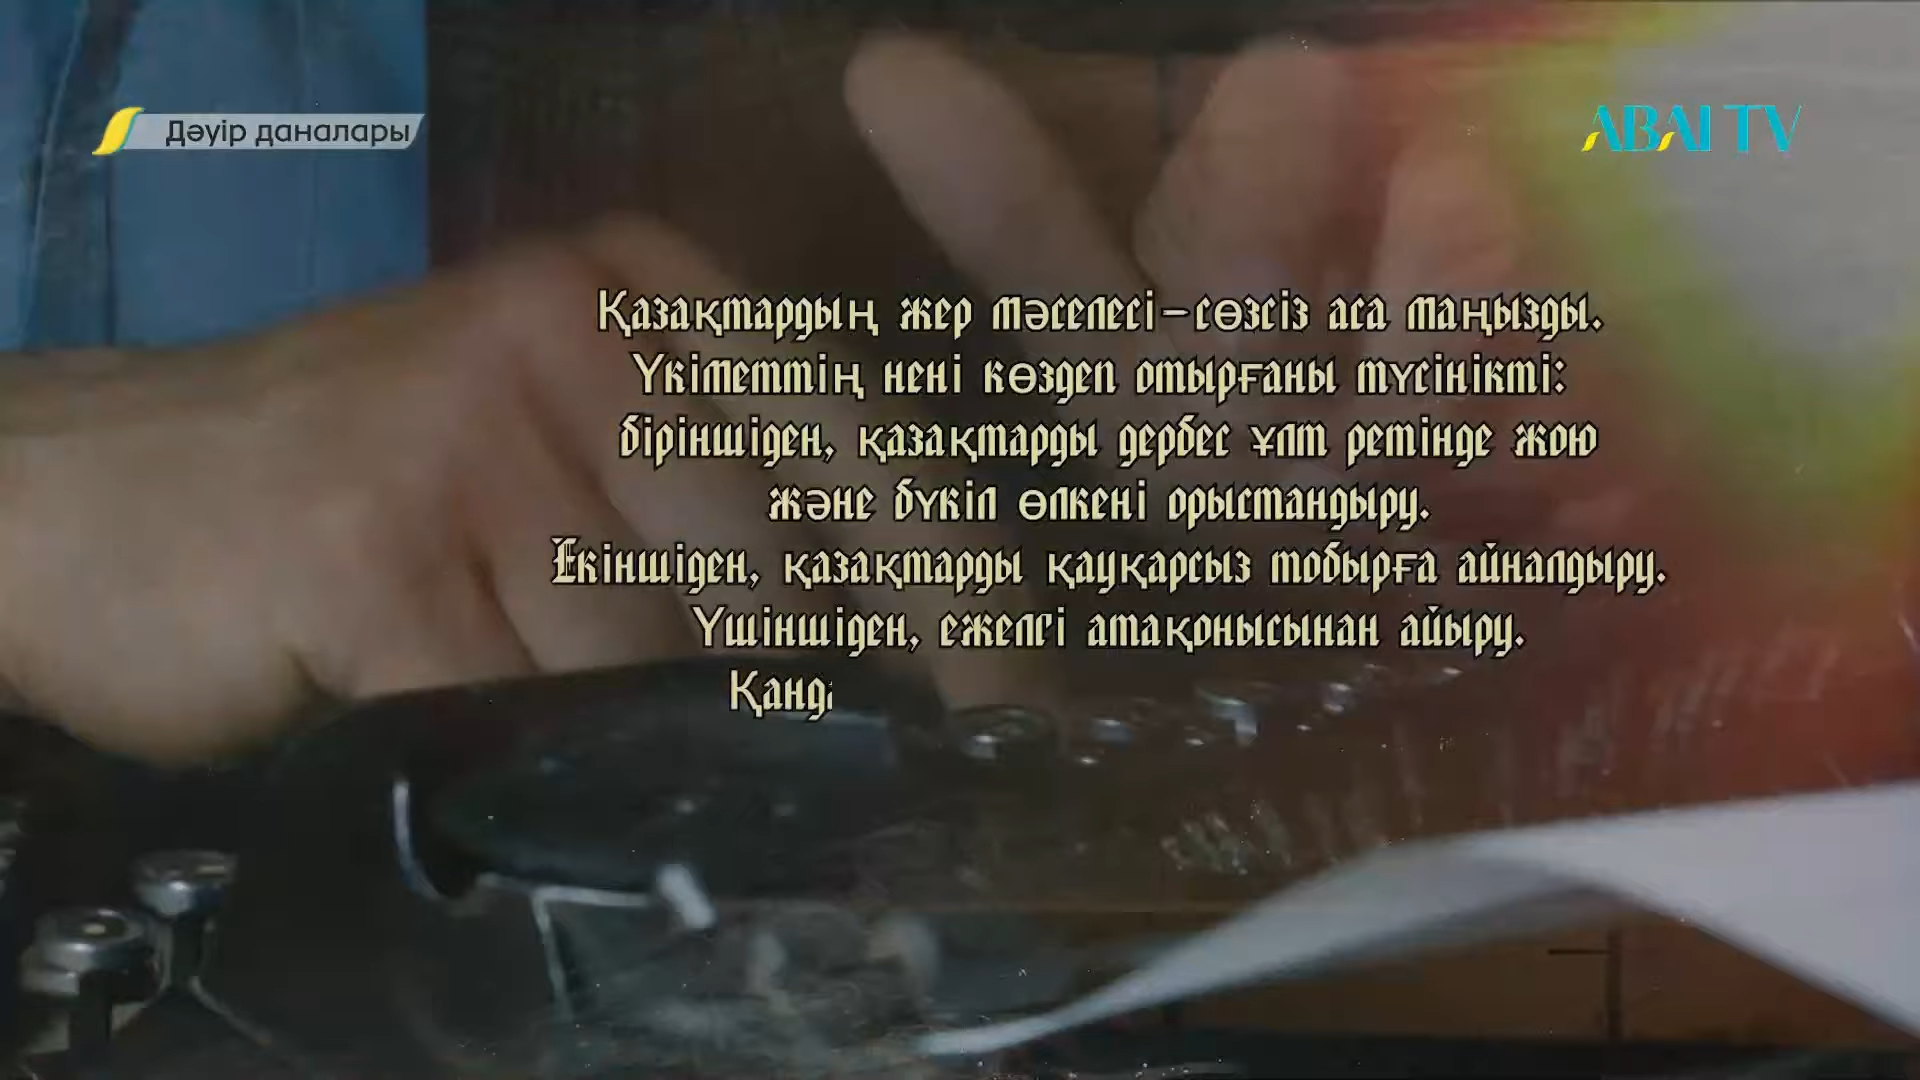 Дәуір даналары
ABAI TV
Қазақтардың жер мәселесі–сөзсіз аса маңызды.
Үкіметтің нені көздеп отырғаны түсінікті:
біріншіден, қазақтарды дербес ұлт ретінде жою
және бүкіл өлкені орыстандыру.
Екіншіден, қазақтарды қауқарсыз тобырға айналдыру.
Үшіншіден, ежелгі атақонысынан айыру.